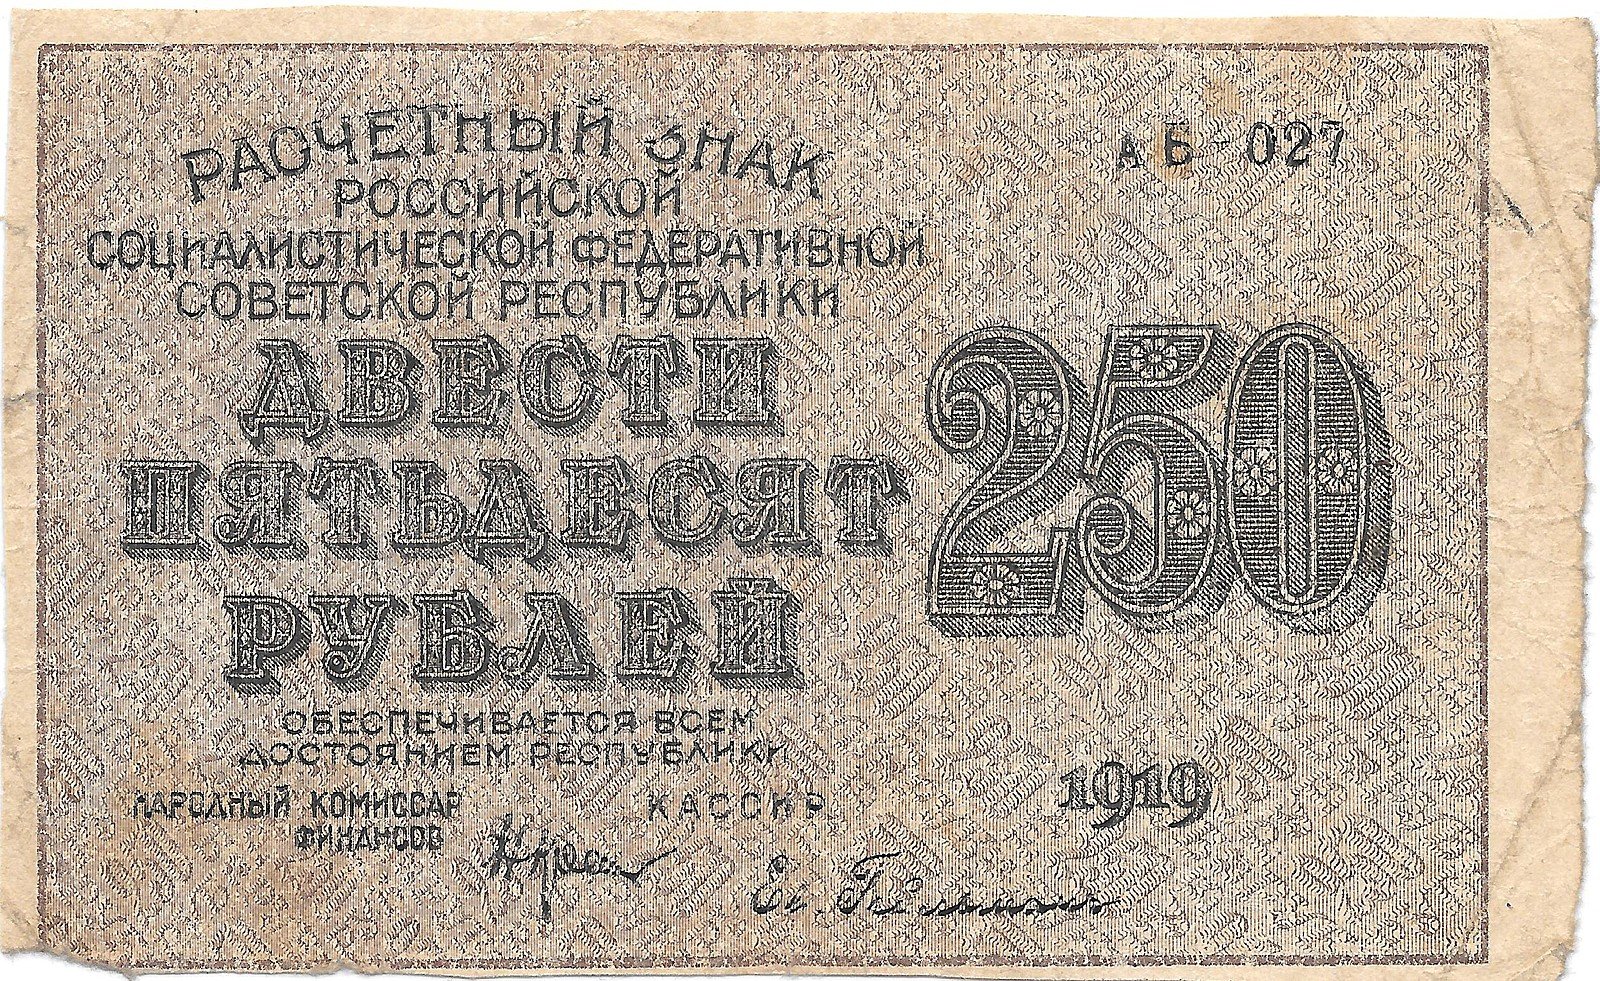 РАСЧЕТНЫЙ ЗНАК
РОССИЙСКОЙ
СОЦИАЛИСТИЧЕСКОЙ ФЕДЕРАТИВНОЙ
СОВЕТСКОЙ РЕСПУБЛИКИ
ДВЕСТИ
ПЯТЬДЕСЯТ
РУБЛЕЙ
ОБЕСПЕЧИВАЕТСЯ ВСЕМ
ДОСТОЯНИЕМ РЕСПУБЛИКИ
НАРОДНЫЙ КОМИССАР
ФИНАНСОВ
КАССИР
АБ-027
250
1919